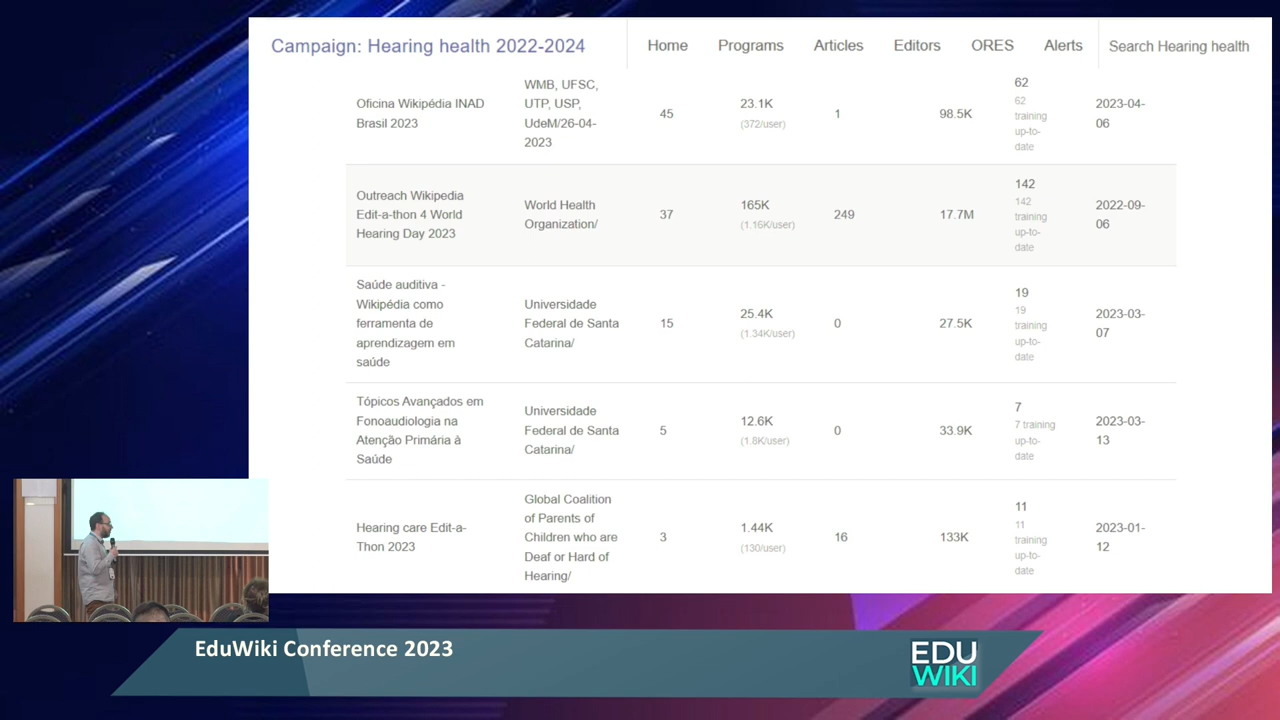 Campaign: Hearing health 2022-2024 Home Programs Articles Editors ORES Alerts Search Hearing health
Oficina Wikipédia INAD
Brasil 2023
WMB, UFSC,
UTP, USP,
UdeM/26-04-
2023
45
23.1K
(372/user)
1
98.5K
62
62
training
up-to-
date
2023-04-
06
Outreach Wikipedia
Edit-a-thon 4 World
Hearing Day 2023
World Health
Organization/
37
165K
(1.16K/user)
249
17.7M
142
142
training
up-to-
date
2022-09-
06
Saúde auditiva -
Wikipédia como
ferramenta de
aprendizagem em
saúde
Universidade
Federal de Santa
Catarina/
15
25.4K
(1.34K/user)
0
27.5K
19
19
training
up-to-
date
2023-03-
07
Tópicos Avançados em
Fonoaudiologia na
Atenção Primária à
Saúde
Universidade
Federal de Santa
Catarina/
5
12.6K
(1.8K/user)
0
33.9K
7
7 training
up-to-
date
2023-03-
13
Hearing care Edit-a-
Thon 2023
Global Coalition
of Parents of
Children who are
Deaf or Hard of
Hearing/
3
1.44K
(130/user)
16
133K
11
11
training
up-to-
date
2023-01-
12
EduWiki Conference 2023
EDU
WIKI